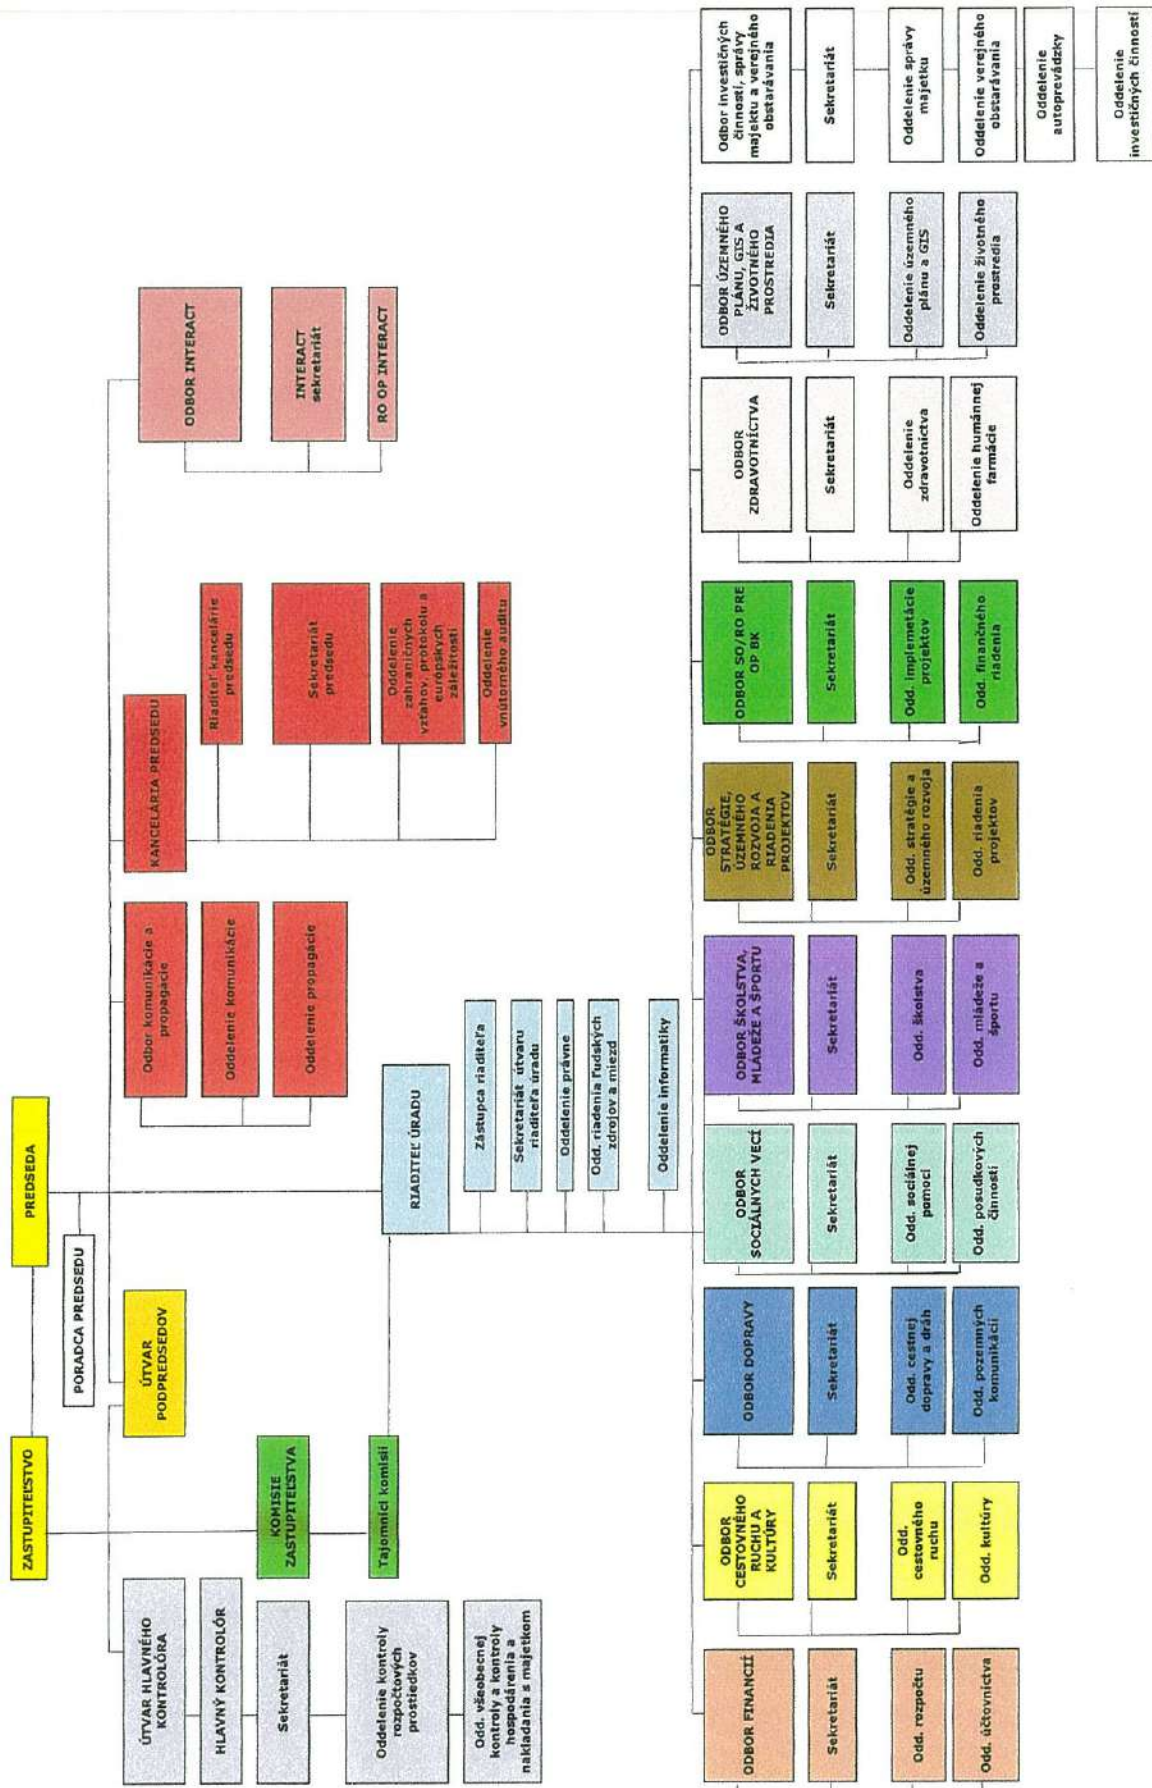 ZASTUPITEĽSTVO
PREDSEDA
PORADCA PREDSEDU
ÚTVAR HLAVNÉHO
KONTROLÓRA
HLAVNÝ KONTROLÓR
Sekretariát
Oddelenie kontroly
rozpočtových
prostriedkov
Odd. všeobecnej
kontroly a kontroly
hospodárenia a
nakladania s majetkom
KOMISIE
ZASTUPITEĽSTVA
Tajomníci komisií
ÚTVAR
PODPREDSEDOV
Odbor komunikácie a
propagácie
Oddelenie komunikácie
Oddelenie propagácie
KANCELÁRIA PREDSEDU
Riaditeľ kancelárie
predsedu
Sekretariát
predsedu
Oddelenie
zahraničných
vzťahov, protokolu a
európskych
záležitostí
Oddelenie
vnútorného auditu
ODBOR INTERACT
INTERACT
sekretariát
RO OP INTERACT
RIADITEĽ ÚRADU
Zástupca riaditeľa
Sekretariát útvaru
riaditeľa úradu
Oddelenie právne
Odd. riadenia ľudských
zdrojov a miezd
Oddelenie informatiky
ODBOR FINANCIÍ
Sekretariát
Odd. rozpočtu
Odd. účtovníctva
ODBOR
CESTOVNÉHO
RUCHU A
KULTÚRY
Sekretariát
Odd.
cestovného
ruchu
Odd. kultúry
ODBOR DOPRAVY
Sekretariát
Odd. cestnej
dopravy a dráh
Odd. pozemných
komunikácií
ODBOR
SOCIÁLNYCH VECÍ
Sekretariát
Odd. sociálnej
pomoci
Odd. posudkových
činností
ODBOR ŠKOLSTVA,
MLÁDEŽE A ŠPORTU
Sekretariát
Odd. školstva
Odd. mládeže a
športu
ODBOR
STRATÉGIE,
ÚZEMNÉHO
ROZVOJA A
RIADENIA
PROJEKTOV
Sekretariát
Odd. stratégie a
územného rozvoja
Odd. riadenia
projektov
ODBOR SO/RO PRE
OP BK
Sekretariát
Odd. implemetácie
projektov
Odd. finančného
riadenia
ODBOR
ZDRAVOTNÍCTVA
Sekretariát
Oddelenie
zdravotníctva
Oddelenie humánnej
farmácie
ODBOR ÚZEMNÉHO
PLÁNU, GIS A
ŽIVOTNÉHO
PROSTREDIA
Sekretariát
Oddelenie územného
plánu a GIS
Oddelenie životného
prostredia
Odbor investičných
činností, správy
majektu a verejného
obstarávania
Sekretariát
Oddelenie správy
majetku
Oddelenie verejného
obstarávania
Oddelenie
autoprevádzky
Oddelenie
investičných činností